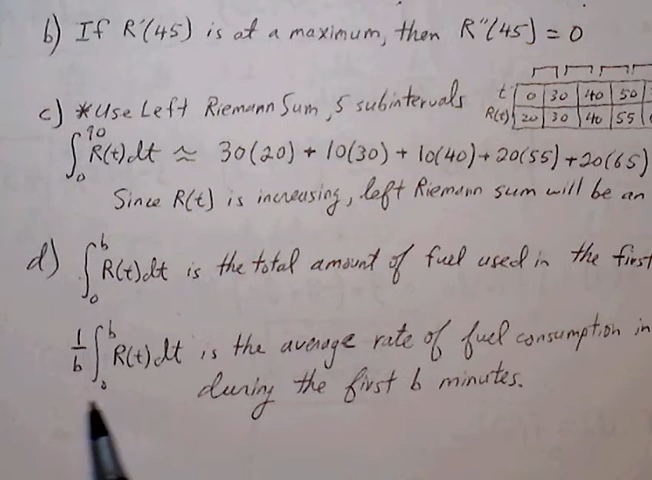 b) If R'(45) is at a maximum, then R"(45) = 0
c) *Use Left Riemann Sum, 5 subintervals
t 0 30 40 50
R(t) 20 30 40 55
∫₀⁹⁰ R(t)dt ≈ 30(20) + 10(30) + 10(40) + 20(55) + 20(65)
Since R(t) is increasing, left Riemann sum will be an
d) ∫₀ᵇ R(t)dt is the total amount of fuel used in the first
1/b ∫₀ᵇ R(t)dt is the average rate of fuel consumption in
during the first b minutes.